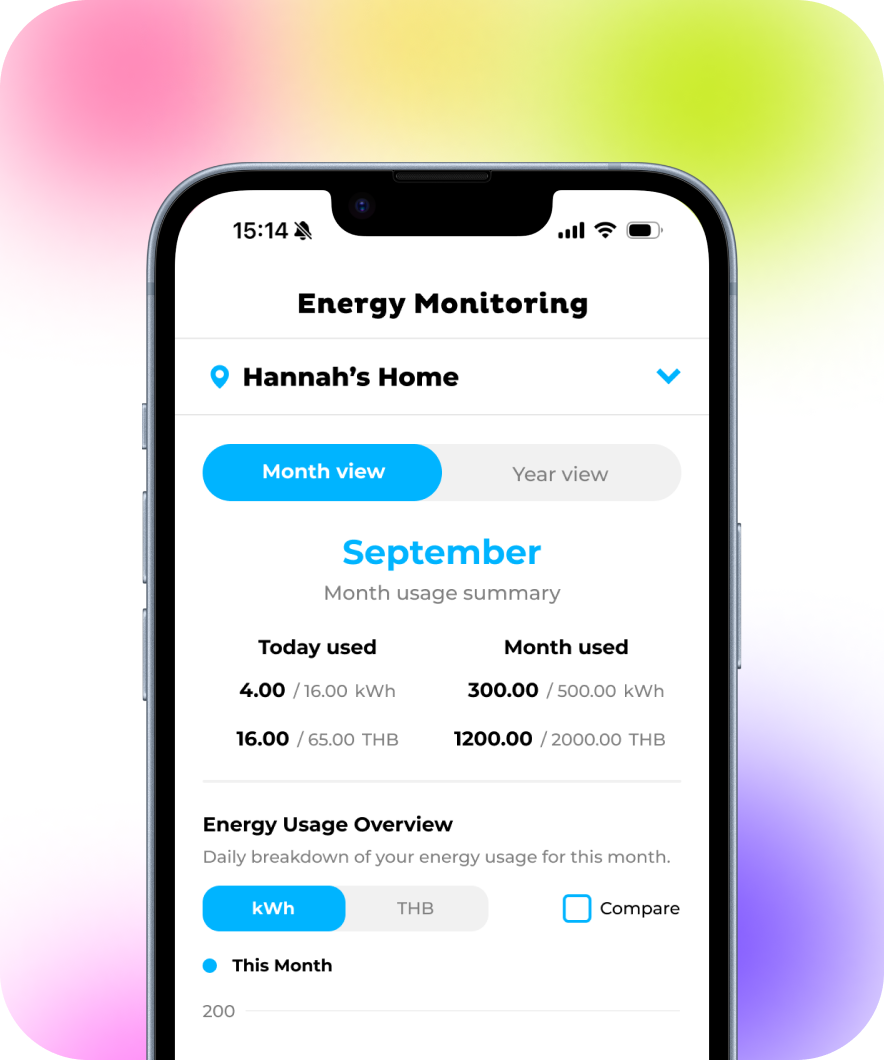 15:14
Energy Monitoring
Hannah’s Home
Month view Year view
September
Month usage summary
Today used Month used
4.00 / 16.00 kWh 300.00 / 500.00 kWh
16.00 / 65.00 THB 1200.00 / 2000.00 THB
Energy Usage Overview
Daily breakdown of your energy usage for this month.
kWh THB Compare
This Month
200